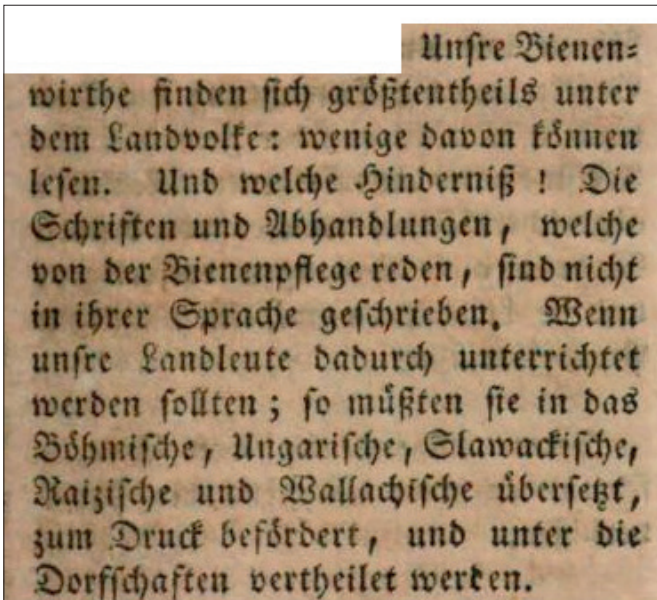 Unsre Bienen=
wirthe finden sich größtentheils unter
dem Landvolke: wenige davon können
lesen. Und welche Hinderniß ! Die
Schriften und Abhandlungen, welche
von der Bienenpflege reden, sind nicht
in ihrer Sprache geschrieben. Wenn
unsre Landleute dadurch unterrichtet
werden sollten; so müßten sie in das
Böhmische, Ungarische, Slawackische,
Raizische und Wallachische übersetzt,
zum Druck befördert, und unter die
Dorfschaften vertheilet werden.